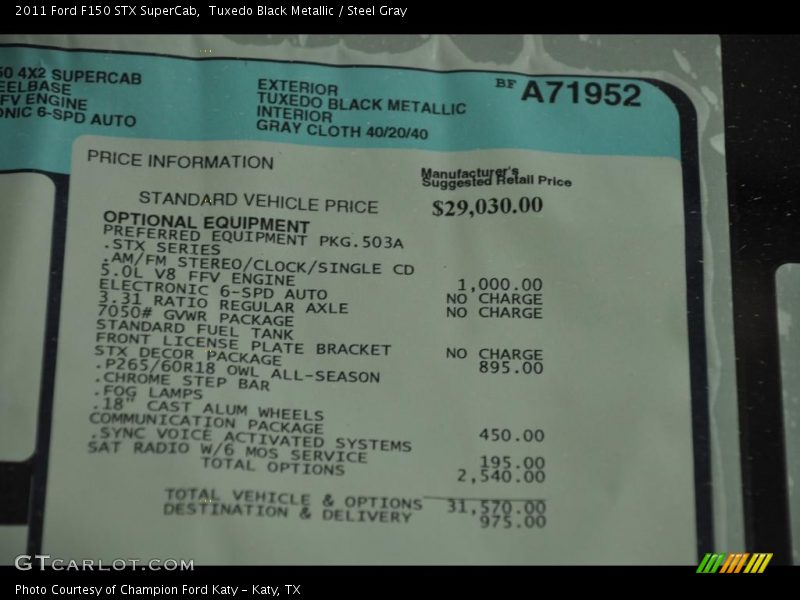 2011 Ford F150 STX SuperCab, Tuxedo Black Metallic / Steel Gray
50 4X2 SUPERCAB
EELBASE
FFV ENGINE
ONIC 6-SPD AUTO
EXTERIOR
TUXEDO BLACK METALLIC
INTERIOR
GRAY CLOTH 40/20/40
BF A71952
PRICE INFORMATION
Manufacturer's
Suggested Retail Price
STANDARD VEHICLE PRICE $29,030.00
OPTIONAL EQUIPMENT
PREFERRED EQUIPMENT PKG.503A
.STX SERIES
.AM/FM STEREO/CLOCK/SINGLE CD
5.0L V8 FFV ENGINE 1,000.00
ELECTRONIC 6-SPD AUTO NO CHARGE
3.31 RATIO REGULAR AXLE NO CHARGE
7050# GVWR PACKAGE
STANDARD FUEL TANK
FRONT LICENSE PLATE BRACKET NO CHARGE
STX DECOR PACKAGE 895.00
.P265/60R18 OWL ALL-SEASON
.CHROME STEP BAR
.FOG LAMPS
.18" CAST ALUM WHEELS
COMMUNICATION PACKAGE 450.00
.SYNC VOICE ACTIVATED SYSTEMS
SAT RADIO W/6 MOS SERVICE 195.00
TOTAL OPTIONS 2,540.00
TOTAL VEHICLE & OPTIONS 31,570.00
DESTINATION & DELIVERY 975.00
GTCARLOT.COM
Photo Courtesy of Champion Ford Katy - Katy, TX